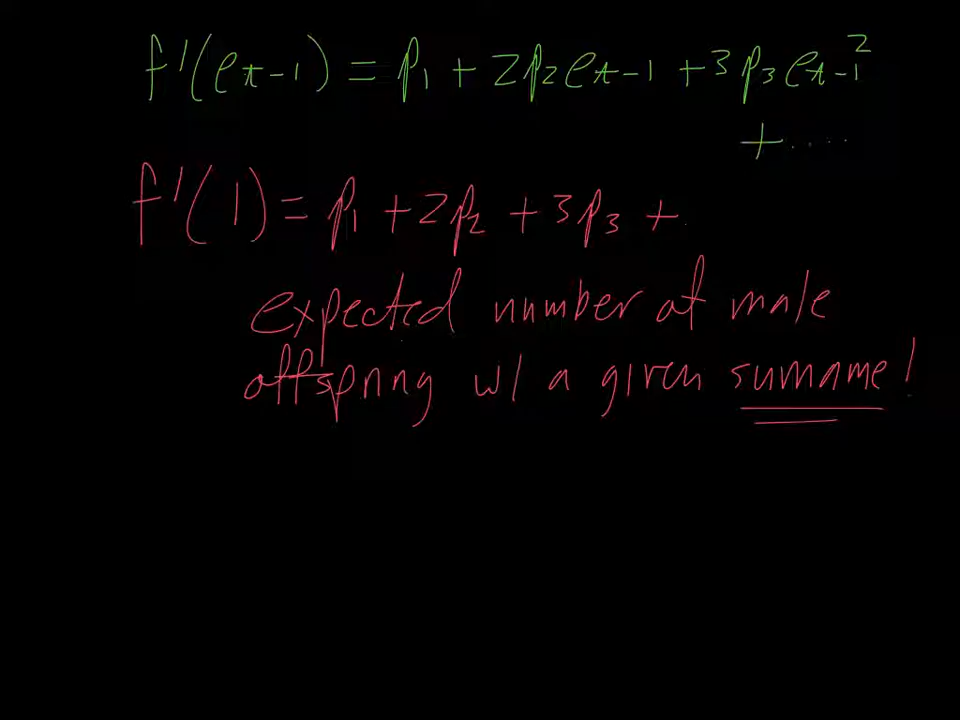 f'(e_{t-1}) = p_1 + 2p_2 e_{t-1} + 3p_3 e_{t-1}^2
+ ....
f'(1) = p_1 + 2p_2 + 3p_3 +
expected number of male
offspring w/ a given surname!